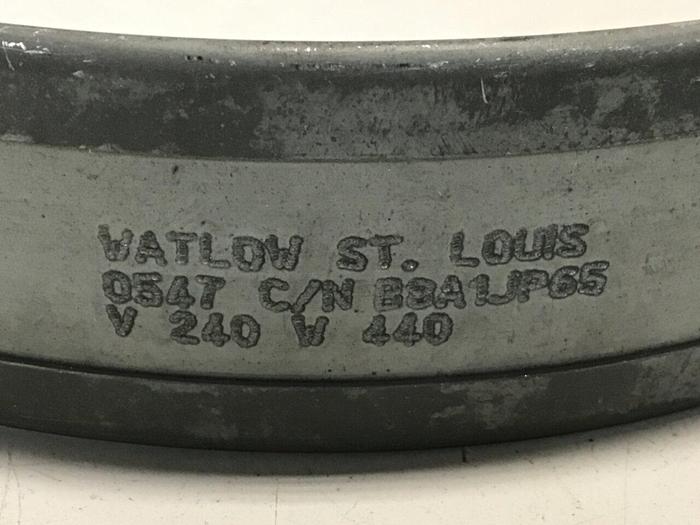 WATLOW ST. LOUIS
0547 C/N B8A1JP65
V 240 W 440